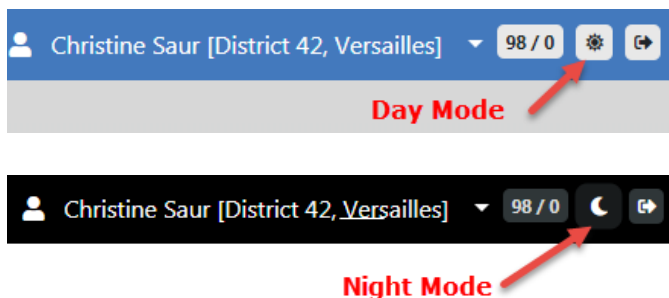 Christine Saur [District 42, Versailles] 98 / 0
Day Mode
Christine Saur [District 42, Versailles] 98 / 0
Night Mode